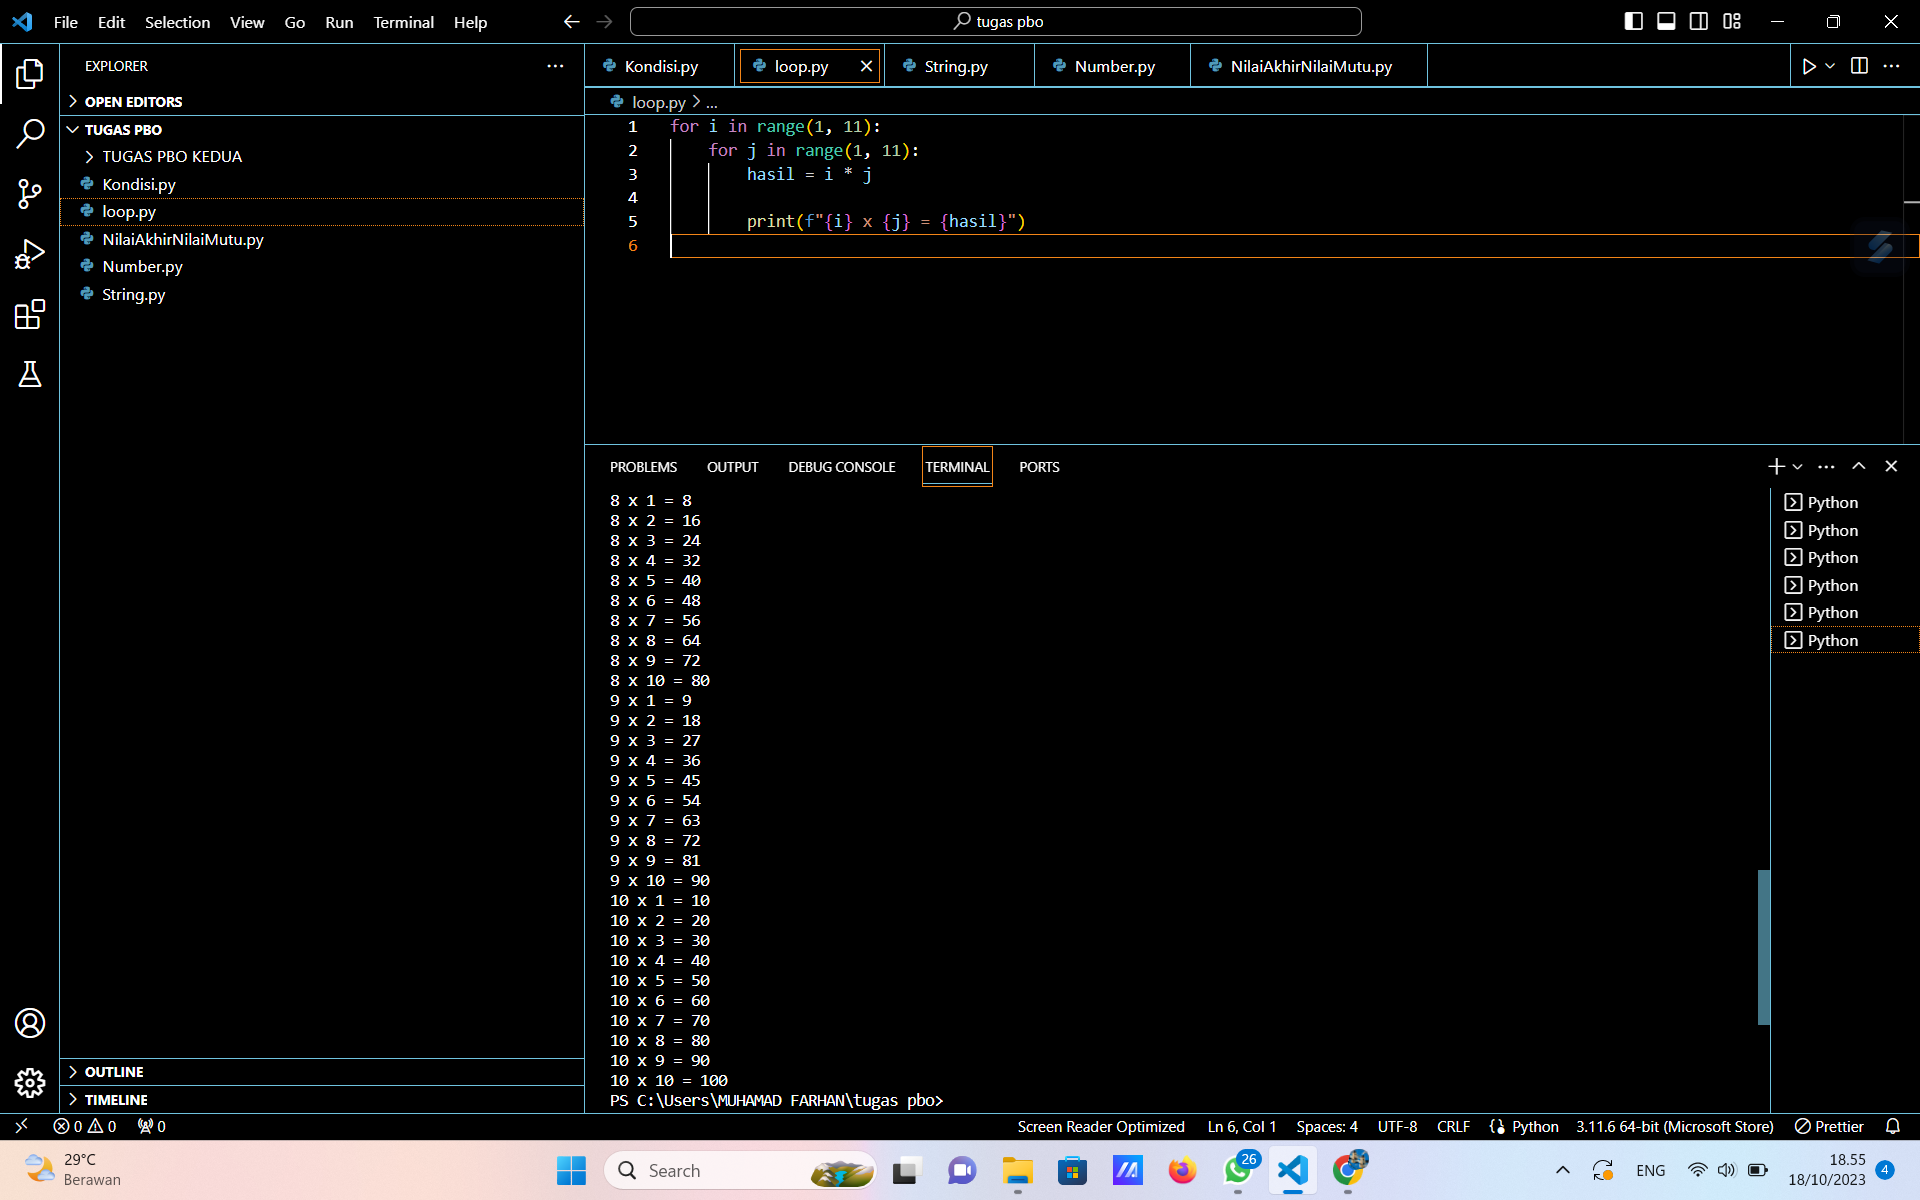 File Edit Selection View Go Run Terminal Help
tugas pbo
EXPLORER
OPEN EDITORS
TUGAS PBO
TUGAS PBO KEDUA
Kondisi.py
loop.py
NilaiAkhirNilaiMutu.py
Number.py
String.py
OUTLINE
TIMELINE
Kondisi.py loop.py String.py Number.py NilaiAkhirNilaiMutu.py
loop.py > ...
1 for i in range(1, 11):
2 for j in range(1, 11):
3 hasil = i * j
4
5 print(f"{i} x {j} = {hasil}")
6
PROBLEMS OUTPUT DEBUG CONSOLE TERMINAL PORTS
8 x 1 = 8
8 x 2 = 16
8 x 3 = 24
8 x 4 = 32
8 x 5 = 40
8 x 6 = 48
8 x 7 = 56
8 x 8 = 64
8 x 9 = 72
8 x 10 = 80
9 x 1 = 9
9 x 2 = 18
9 x 3 = 27
9 x 4 = 36
9 x 5 = 45
9 x 6 = 54
9 x 7 = 63
9 x 8 = 72
9 x 9 = 81
9 x 10 = 90
10 x 1 = 10
10 x 2 = 20
10 x 3 = 30
10 x 4 = 40
10 x 5 = 50
10 x 6 = 60
10 x 7 = 70
10 x 8 = 80
10 x 9 = 90
10 x 10 = 100
PS C:\Users\MUHAMAD FARHAN\tugas pbo>
Python
Python
Python
Python
Python
Python
0 0 0 Screen Reader Optimized Ln 6, Col 1 Spaces: 4 UTF-8 CRLF Python 3.11.6 64-bit (Microsoft Store) Prettier
29°C
Berawan
Search
26
ENG
18.55
18/10/2023
4